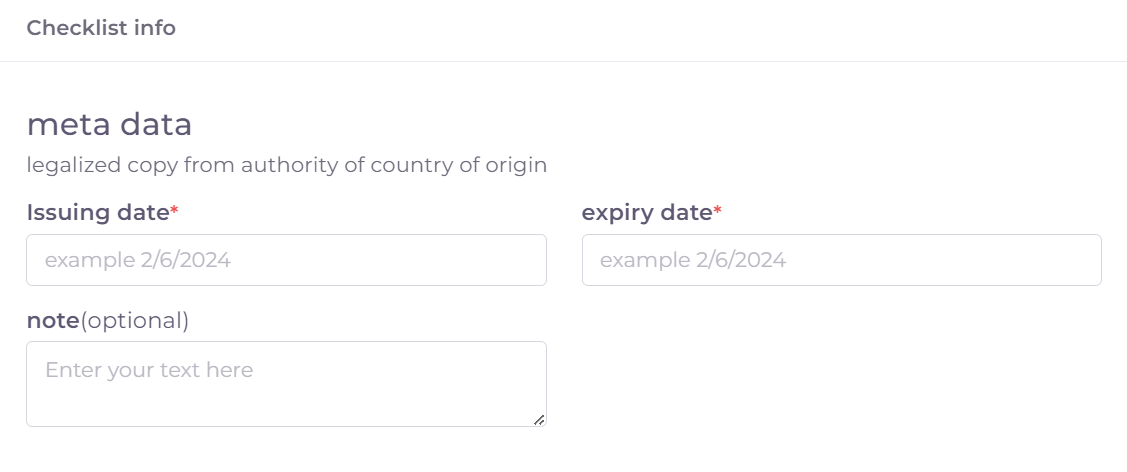 Checklist info
meta data
legalized copy from authority of country of origin
Issuing date*
expiry date*
example 2/6/2024
example 2/6/2024
note(optional)
Enter your text here